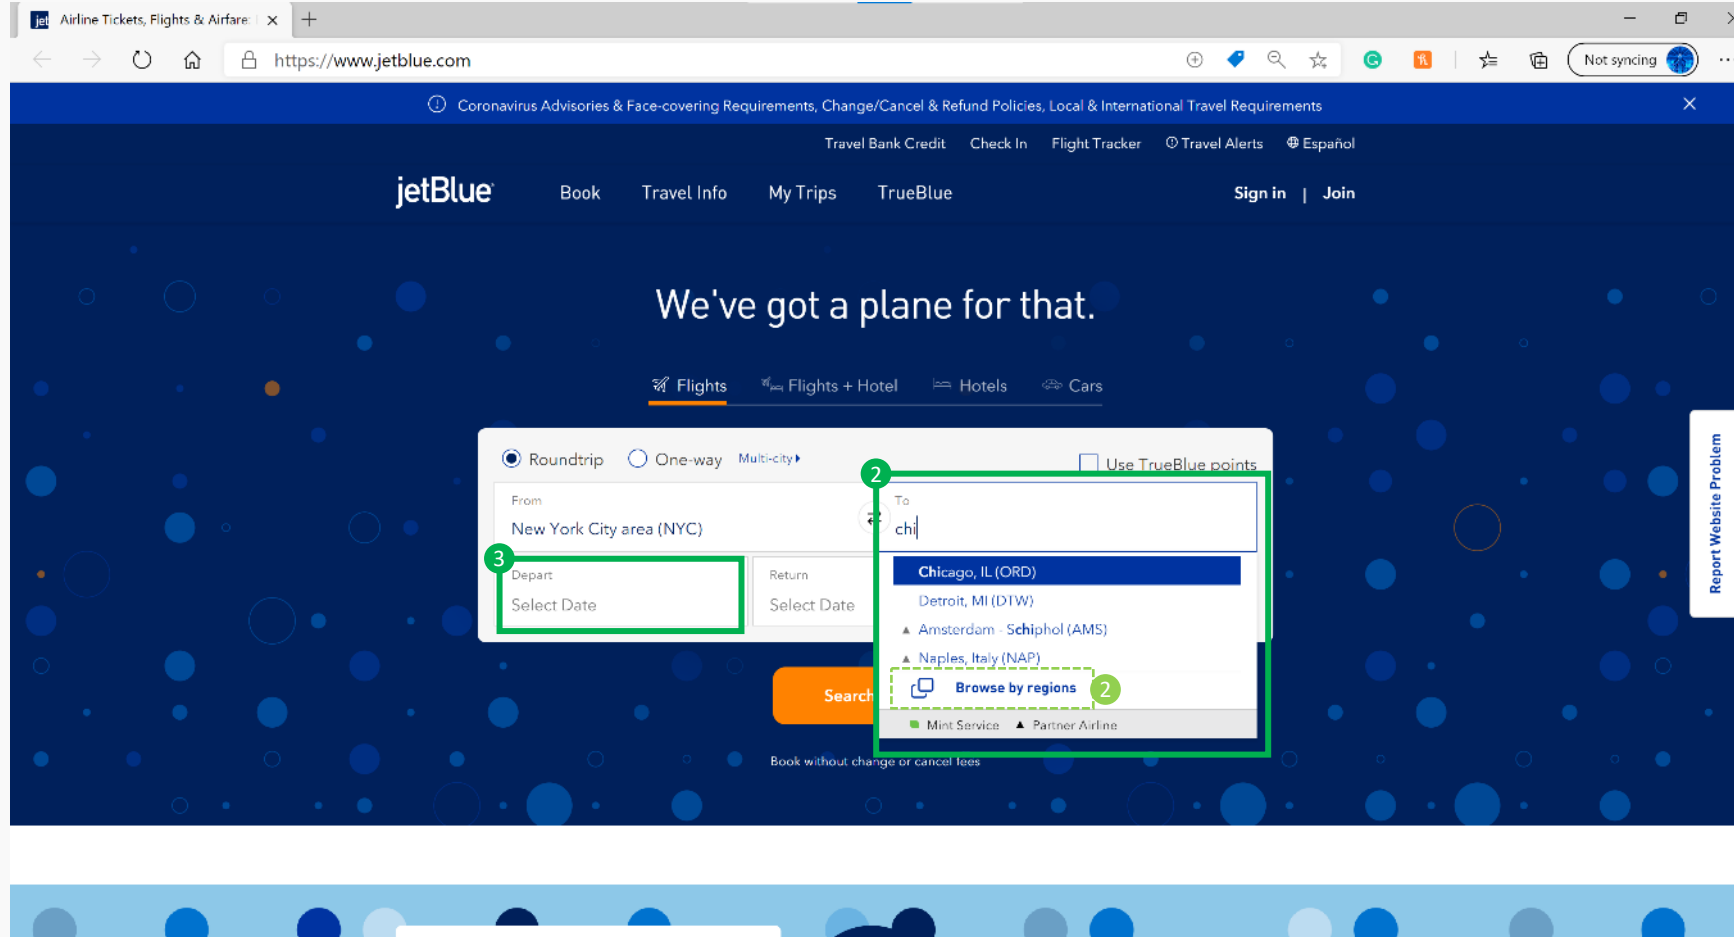 jet Airline Tickets, Flights & Airfare:
https://www.jetblue.com
Not syncing
Coronavirus Advisories & Face-covering Requirements, Change/Cancel & Refund Policies, Local & International Travel Requirements
Travel Bank Credit Check In Flight Tracker Travel Alerts Español
jetBlue Book Travel Info My Trips TrueBlue Sign in | Join
We've got a plane for that.
Flights Flights + Hotel Hotels Cars
Roundtrip One-way Multi-city Use TrueBlue points
2
From To
New York City area (NYC) chi
3
Depart Return
Select Date Select Date
Chicago, IL (ORD)
Detroit, MI (DTW)
Amsterdam - Schiphol (AMS)
Naples, Italy (NAP)
Browse by regions 2
Search
Mint Service Partner Airline
Book without change or cancel fees
Report Website Problem